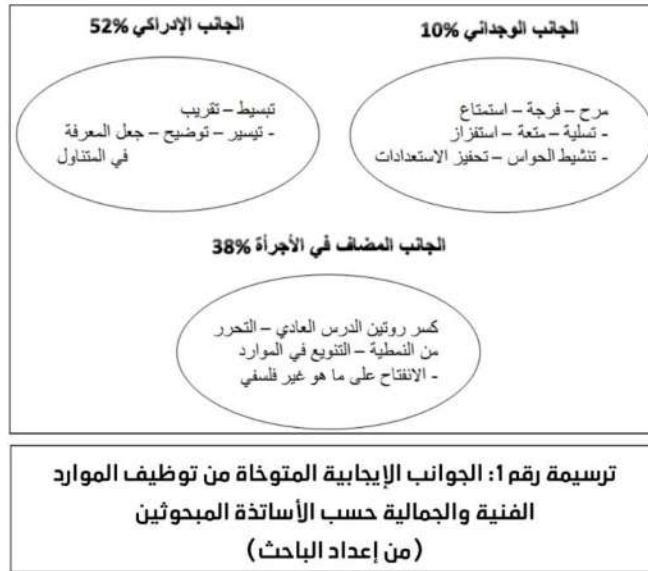 الجانب الوجداني %10
مرح – فرجة – استمتاع
- تسلية – متعة – استفزاز
- تنشيط الحواس – تحفيز الاستعدادات
الجانب الإدراكي %52
تبسيط – تقريب
- تيسير – توضيح – جعل المعرفة
في المتناول
الجانب المضاف في الأجرأة %38
كسر روتين الدرس العادي – التحرر
من النمطية – التنويع في الموارد
- الانفتاح على ما هو غير فلسفي
ترسيمة رقم 1: الجوانب الإيجابية المتوخاة من توظيف الموارد
الفنية والجمالية حسب الأساتذة المبحوثين
(من إعداد الباحث)